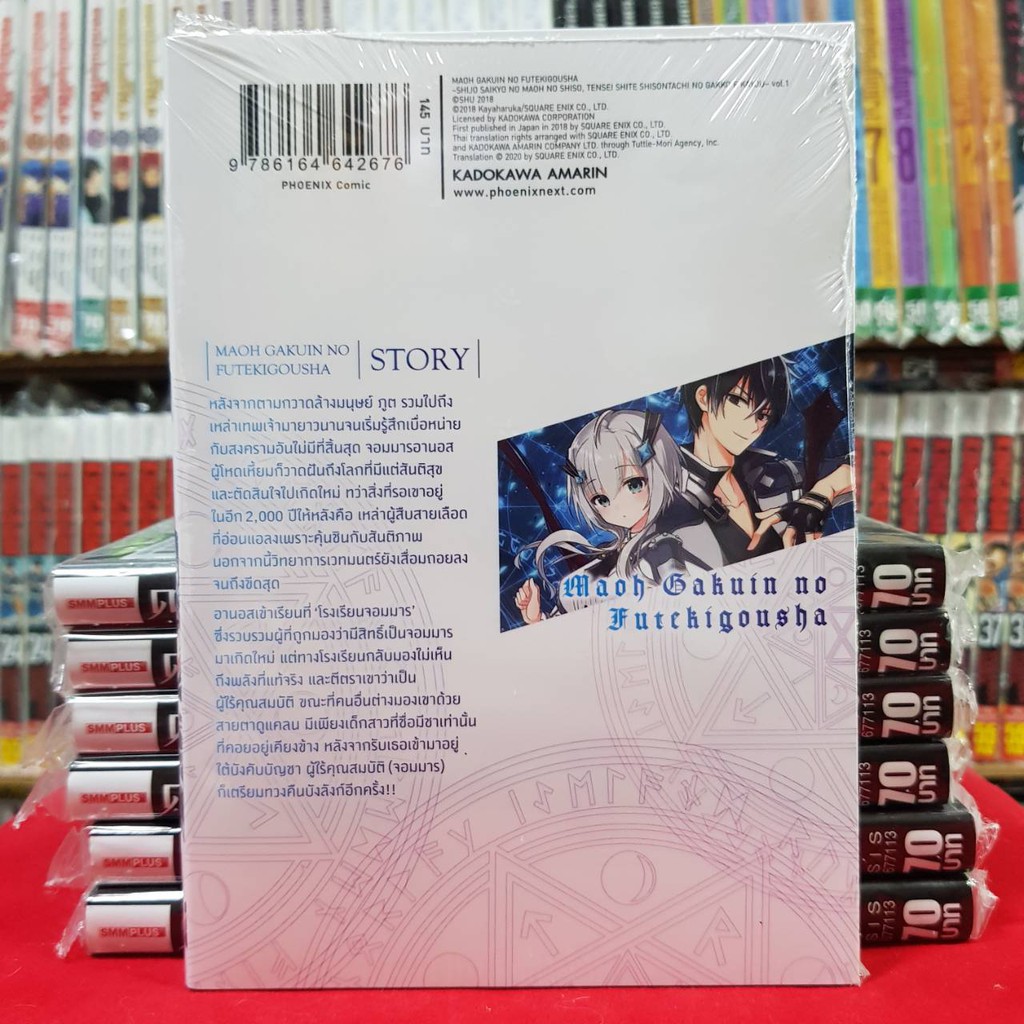 MAOH GAKUIN NO FUTEKIGOUSHA
©SHU 2018
©2018 Kayaharuka/SQUARE ENIX CO., LTD.
Licensed by KADOKAWA CORPORATION
First published in Japan in 2018 by SQUARE ENIX CO., LTD.
Thai translation rights arranged with SQUARE ENIX CO., LTD.
and KADOKAWA AMARIN COMPANY LTD. through Tuttle-Mori Agency, Inc.
Translation © 2020 by SQUARE ENIX CO., LTD.
KADOKAWA AMARIN
www.phoenixnext.com
145 บาท
9 786164 642676
PHOENIX Comic
MAOH GAKUIN NO
FUTEKIGOUSHA
STORY
หลังจากตามกวาดล้างมนุษย์ ภูต รวมไปถึง
เหล่าเทพเจ้ามายาวนานจนเริ่มรู้สึกเบื่อหน่าย
กับสงครามอันไม่มีที่สิ้นสุด จอมมารอานอส
ผู้โหดเหี้ยมก็วาดฝันถึงโลกที่มีแต่สันติสุข
และตัดสินใจไปเกิดใหม่ ทว่าสิ่งที่รอเขาอยู่
ในอีก 2,000 ปีให้หลังคือ เหล่าผู้สืบสายเลือด
ที่อ่อนแอลงเพราะคุ้นชินกับสันติภาพ
นอกจากนี้วิทยาการเวทมนตร์ยังเสื่อมถอยลง
จนถึงขีดสุด
อานอสเข้าเรียนที่ 'โรงเรียนจอมมาร'
ซึ่งรวบรวมผู้ที่ถูกมองว่ามีสิทธิ์เป็นจอมมาร
มาเกิดใหม่ แต่ทางโรงเรียนกลับมองไม่เห็น
ถึงพลังที่แท้จริง และตีตราเขาว่าเป็น
ผู้ไร้คุณสมบัติ ขณะที่คนอื่นต่างมองเขาด้วย
สายตาดูแคลน มีเพียงเด็กสาวที่ชื่อมีชาเท่านั้น
ที่คอยอยู่เคียงข้าง หลังจากรับเธอเข้ามาอยู่
ใต้บังคับบัญชา ผู้ไร้คุณสมบัติ (จอมมาร)
ก็เตรียมทวงคืนบังลังก์อีกครั้ง!!
Maoh Gakuin no
Futekigousha
SMMPLUS
SMMPLUS
SMMPLUS
SMMPLUS
SMMPLUS
SMMPLUS
677113 70 บาท
677113 70 บาท
677113 70 บาท
677113 70 บาท
677113 70 บาท
7
8